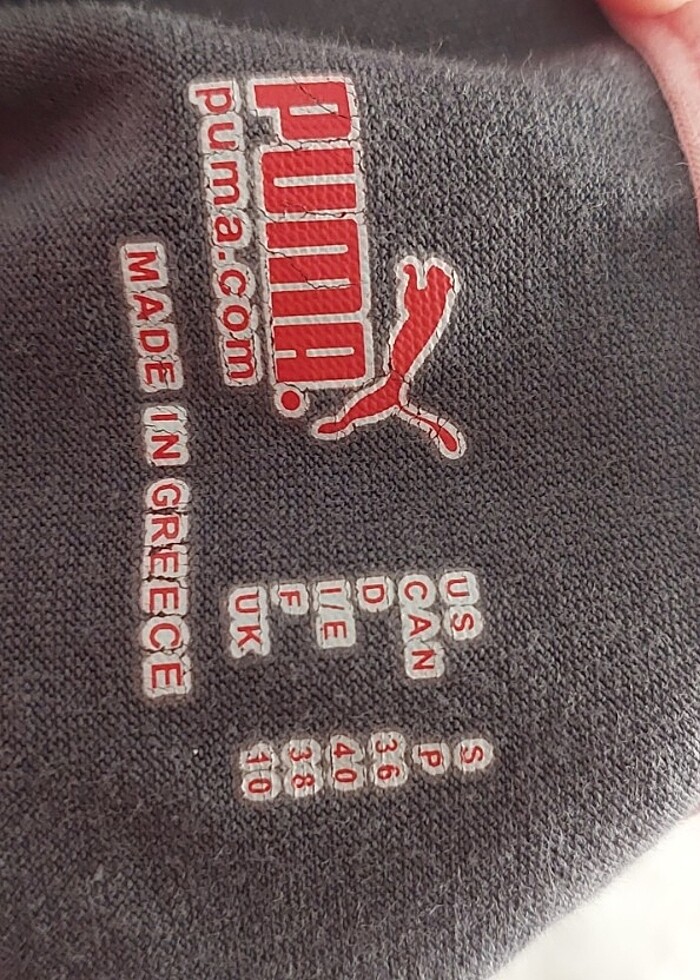 PUMA.
puma.com
MADE IN GREECE
US S
CAN P
D 36
I/E 40
F 38
UK 10